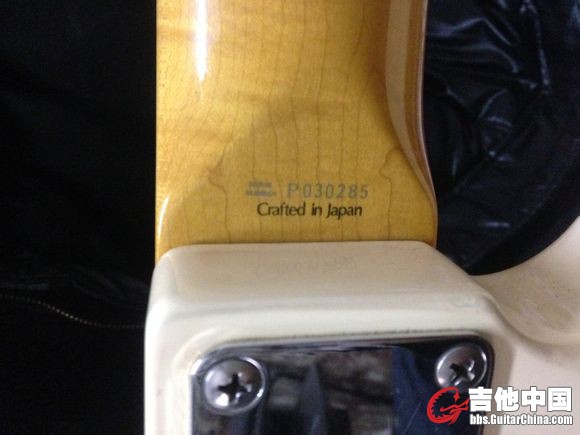 P030285
Crafted in Japan
吉他中国
bbs.GuitarChina.com